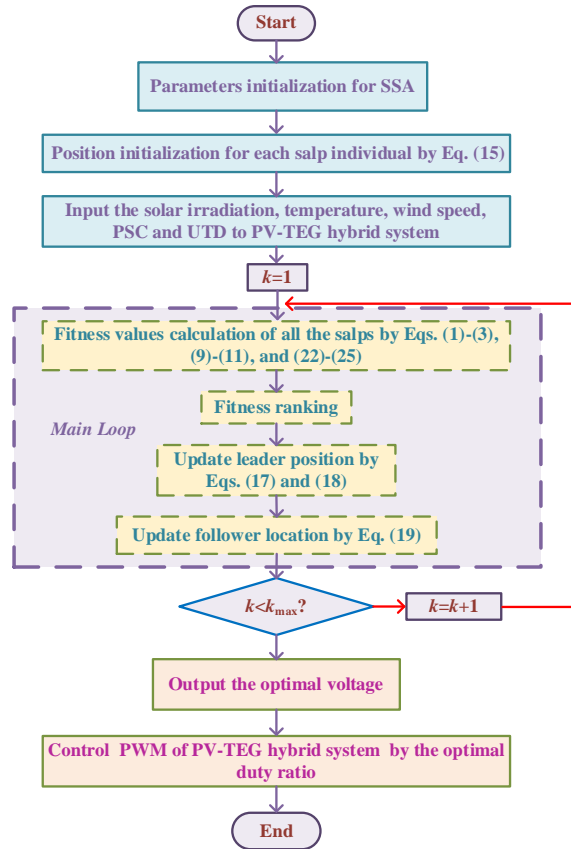 Start
Parameters initialization for SSA
Position initialization for each salp individual by Eq. (15)
Input the solar irradiation, temperature, wind speed,
PSC and UTD to PV-TEG hybrid system
k=1
Fitness values calculation of all the salps by Eqs. (1)-(3),
(9)-(11), and (22)-(25)
Fitness ranking
Main Loop
Update leader position by
Eqs. (17) and (18)
Update follower location by Eq. (19)
k<kmax?
k=k+1
Output the optimal voltage
Control PWM of PV-TEG hybrid system by the optimal
duty ratio
End